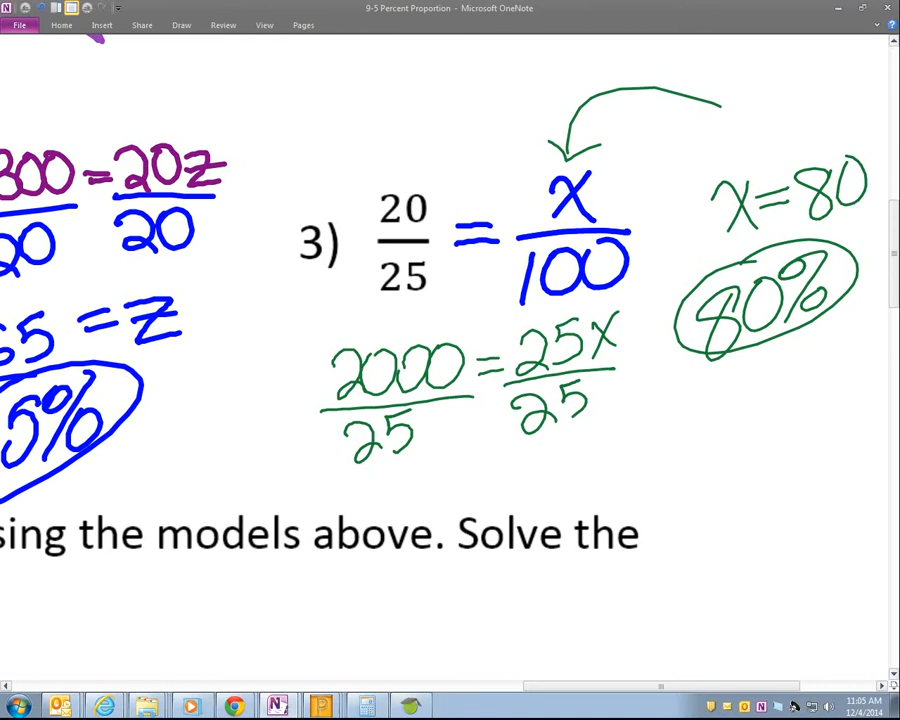 9-5 Percent Proportion - Microsoft OneNote
File Home Insert Share Draw Review View Pages
300 = 20z
20 20
5 = z
5%
3) 20/25 = x/100
2000 = 25x
25 25
x = 80
80%
sing the models above. Solve the
11:05 AM
12/4/2014